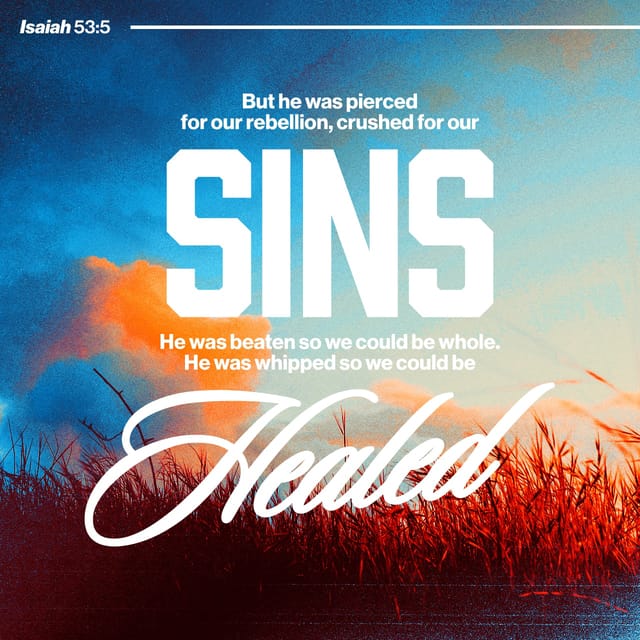 Isaiah 53:5
But he was pierced
for our rebellion, crushed for our
SINS
He was beaten so we could be whole.
He was whipped so we could be
Healed